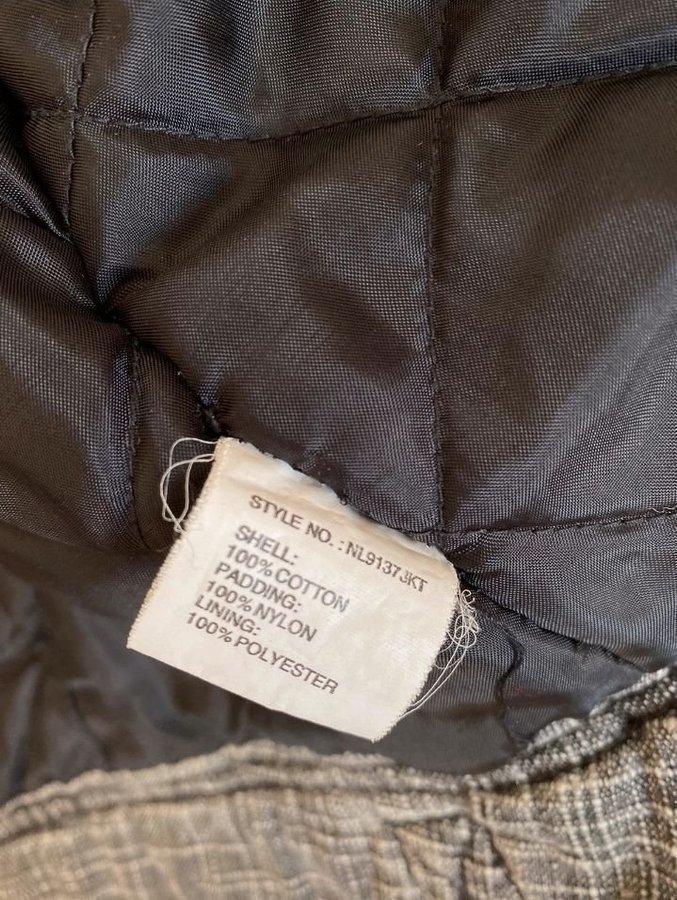 STYLE NO. : NL9137JKT
SHELL:
100% COTTON
PADDING:
100% NYLON
LINING:
100% POLYESTER